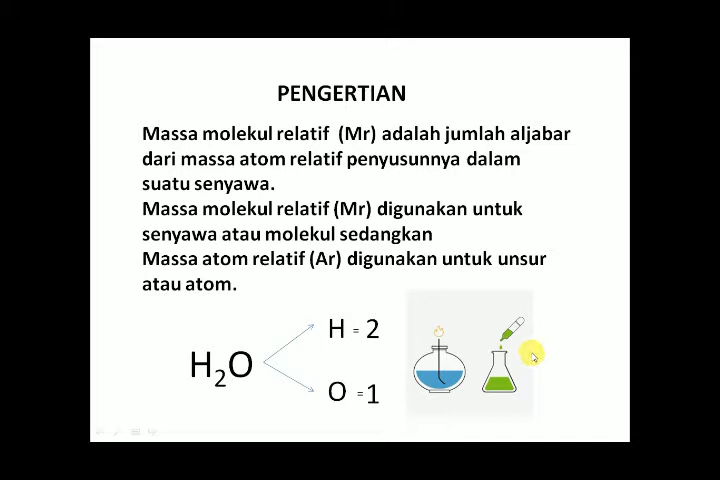 PENGERTIAN
Massa molekul relatif (Mr) adalah jumlah aljabar
dari massa atom relatif penyusunnya dalam
suatu senyawa.
Massa molekul relatif (Mr) digunakan untuk
senyawa atau molekul sedangkan
Massa atom relatif (Ar) digunakan untuk unsur
atau atom.
H = 2
H₂O
O = 1